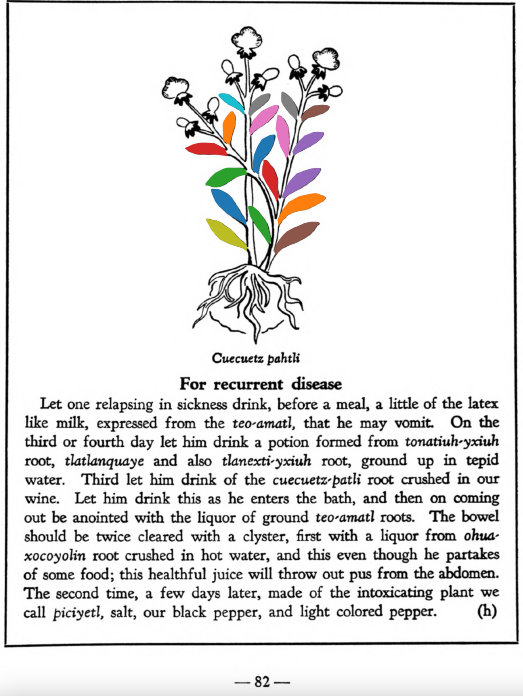 Cuecuetz pahtli
For recurrent disease
Let one relapsing in sickness drink, before a meal, a little of the latex
like milk, expressed from the teo-amatl, that he may vomit. On the
third or fourth day let him drink a potion formed from tonatiuh-yxiuh
root, tlatlanquaye and also tlanexti-yxiuh root, ground up in tepid
water. Third let him drink of the cuecuetz-patli root crushed in our
wine. Let him drink this as he enters the bath, and then on coming
out be anointed with the liquor of ground teo-amatl roots. The bowel
should be twice cleared with a clyster, first with a liquor from ohua-
xocoyolin root crushed in hot water, and this even though he partakes
of some food; this healthful juice will throw out pus from the abdomen.
The second time, a few days later, made of the intoxicating plant we
call piciyetl, salt, our black pepper, and light colored pepper. (h)
— 82 —